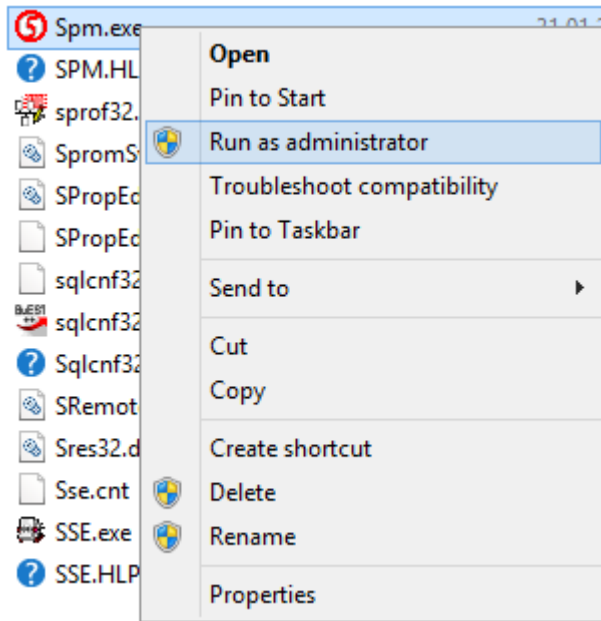 Spm.exe
Open
SPM.HL
Pin to Start
sprof32.
Run as administrator
SpromS
Troubleshoot compatibility
SPropEd
Pin to Taskbar
SPropEd
sqlcnf32
Send to
sqlcnf32
Cut
Sqlcnf32
Copy
SRemot
Create shortcut
Sres32.d
Sse.cnt
Delete
SSE.exe
Rename
SSE.HLP
Properties